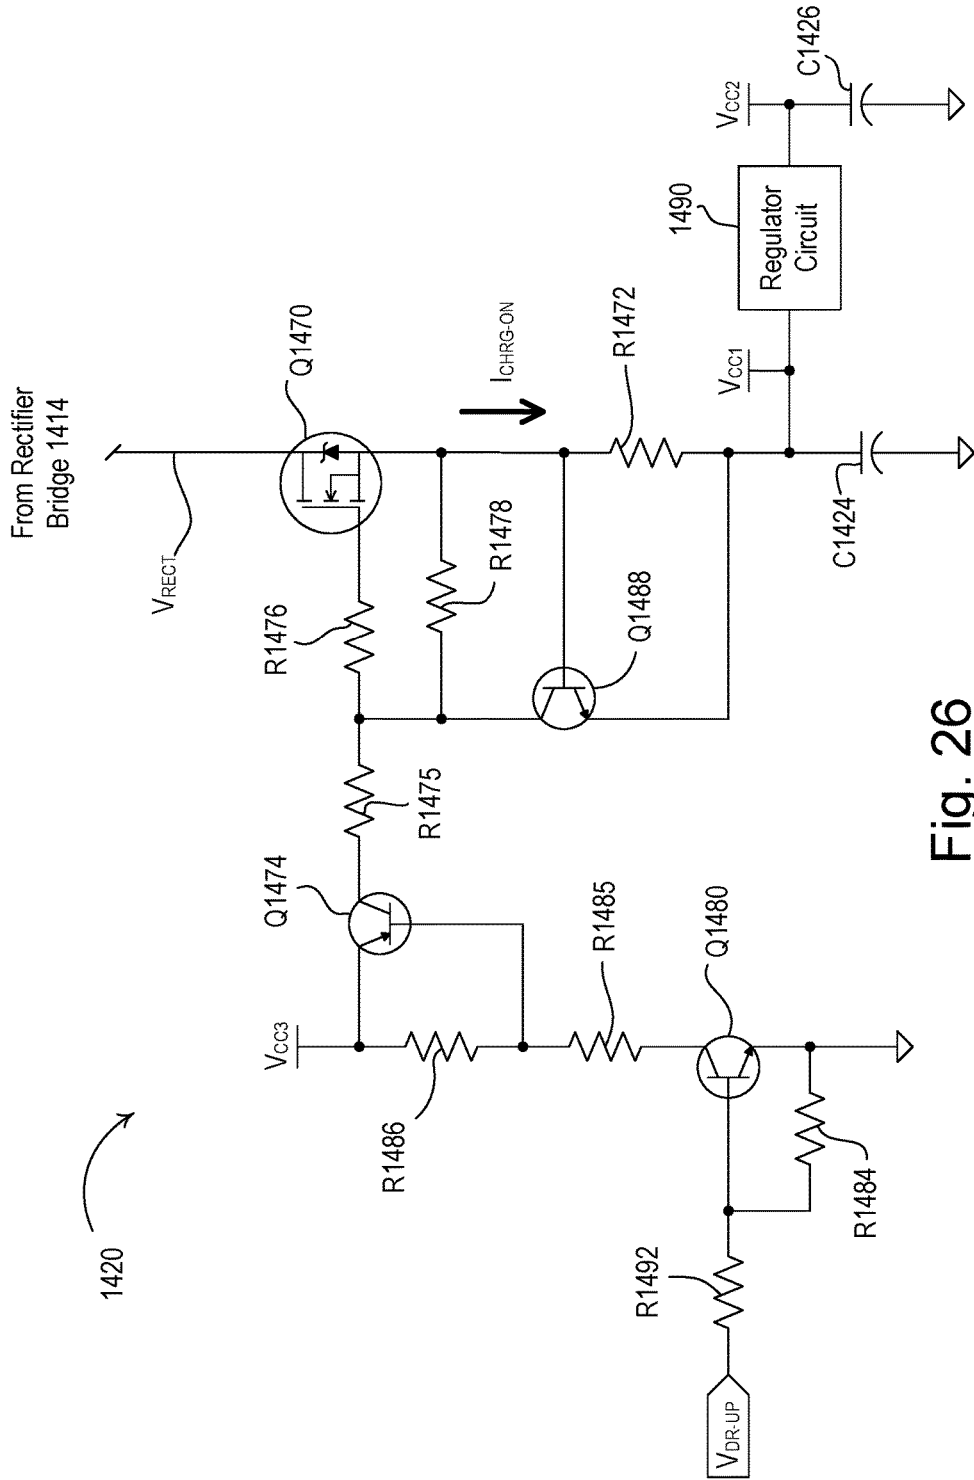 From Rectifier
Bridge 1414
VRECT
Q1470
ICHRG-ON
R1476
R1478
R1472
Q1488
R1475
Q1474
VCC3
R1486
R1485
Q1480
R1484
R1492
VDR-UP
1420
VCC1
C1424
1490
Regulator
Circuit
VCC2
C1426
Fig. 26